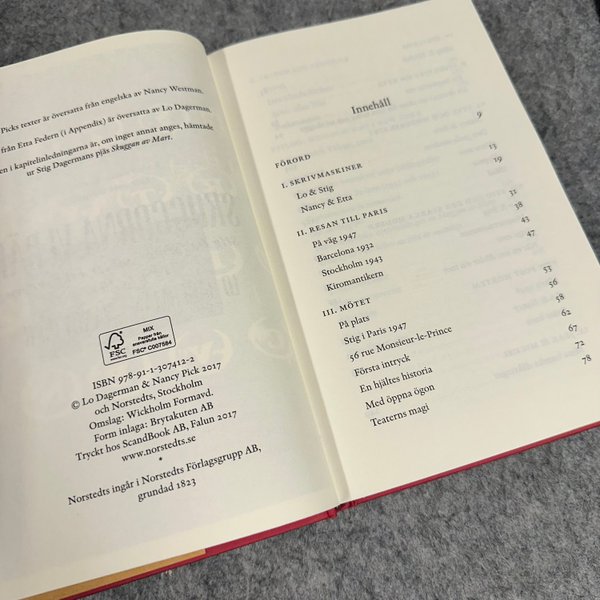 Picks texter är översatta från engelska av Nancy Westman.
från Etta Federn (i Appendix) är översatta av Lo Dagerman.
en i kapitelinledningarna är, om inget annat anges, hämtade
ur Stig Dagermans pjäs Skuggan av Mart.
FSC
MIX
Papper från
ansvarsfulla källor
FSC® C007584
ISBN 978-91-1-307412-2
© Lo Dagerman & Nancy Pick 2017
och Norstedts, Stockholm
Omslag: Wickholm Formavd.
Form inlaga: Brytakuten AB
Tryckt hos ScandBook AB, Falun 2017
www.norstedts.se
*
Norstedts ingår i Norstedts Förlagsgrupp AB,
grundad 1823
Innehåll
FÖRORD 9
I. SKRIVMASKINER
Lo & Stig 13
Nancy & Etta 19
II. RESAN TILL PARIS
På väg 1947 31
Barcelona 1932 38
Stockholm 1943 43
Kiromantikern 47
III. MÖTET
På plats 53
Stig i Paris 1947 56
56 rue Monsieur-le-Prince 58
Första intryck 62
En hjältes historia 67
Med öppna ögon 72
Teaterns magi 78